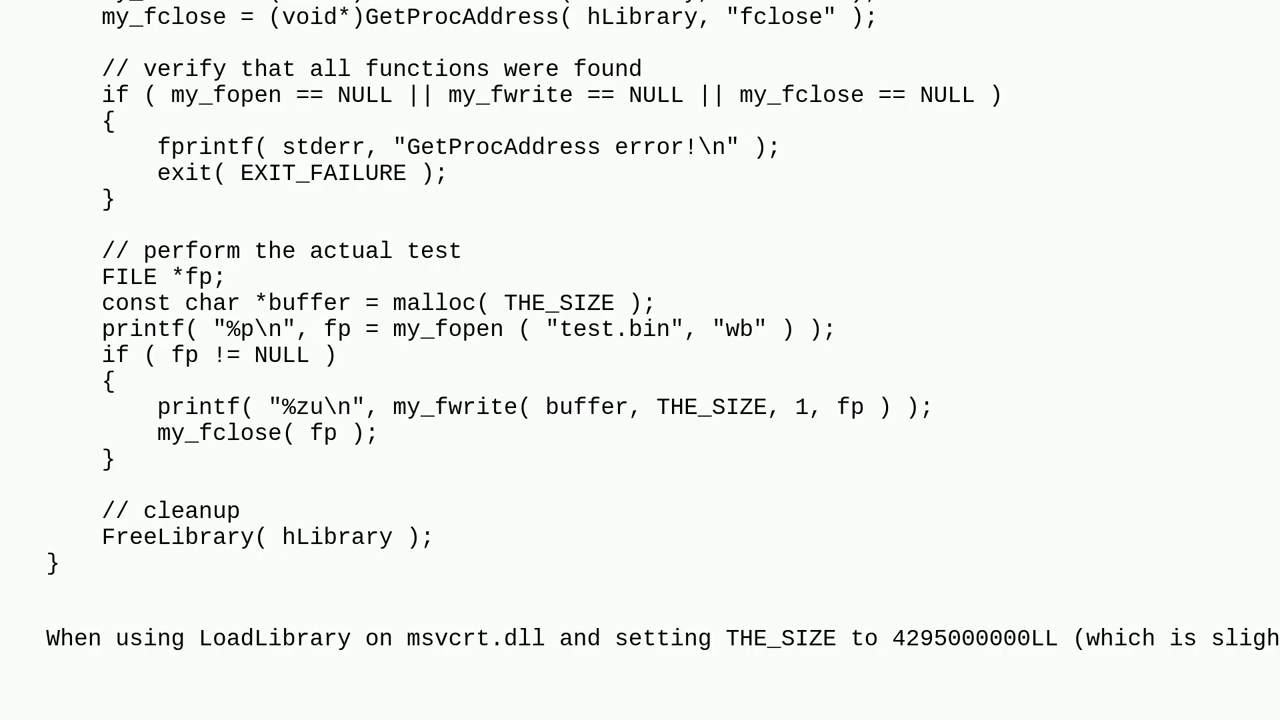 my_fclose = (void*)GetProcAddress( hLibrary, "fclose" );
// verify that all functions were found
if ( my_fopen == NULL || my_fwrite == NULL || my_fclose == NULL )
{
fprintf( stderr, "GetProcAddress error!\n" );
exit( EXIT_FAILURE );
}
// perform the actual test
FILE *fp;
const char *buffer = malloc( THE_SIZE );
printf( "%p\n", fp = my_fopen ( "test.bin", "wb" ) );
if ( fp != NULL )
{
printf( "%zu\n", my_fwrite( buffer, THE_SIZE, 1, fp ) );
my_fclose( fp );
}
// cleanup
FreeLibrary( hLibrary );
}
When using LoadLibrary on msvcrt.dll and setting THE_SIZE to 4295000000LL (which is